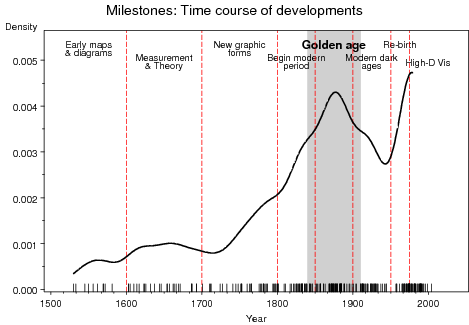 Milestones: Time course of developments
Density
Early maps
& diagrams
Measurement
& Theory
New graphic
forms
Begin modern
period
Golden age
Modern dark
ages
Re-birth
High-D Vis
0.005
0.004
0.003
0.002
0.001
0.000
1500 1600 1700 1800 1900 2000
Year